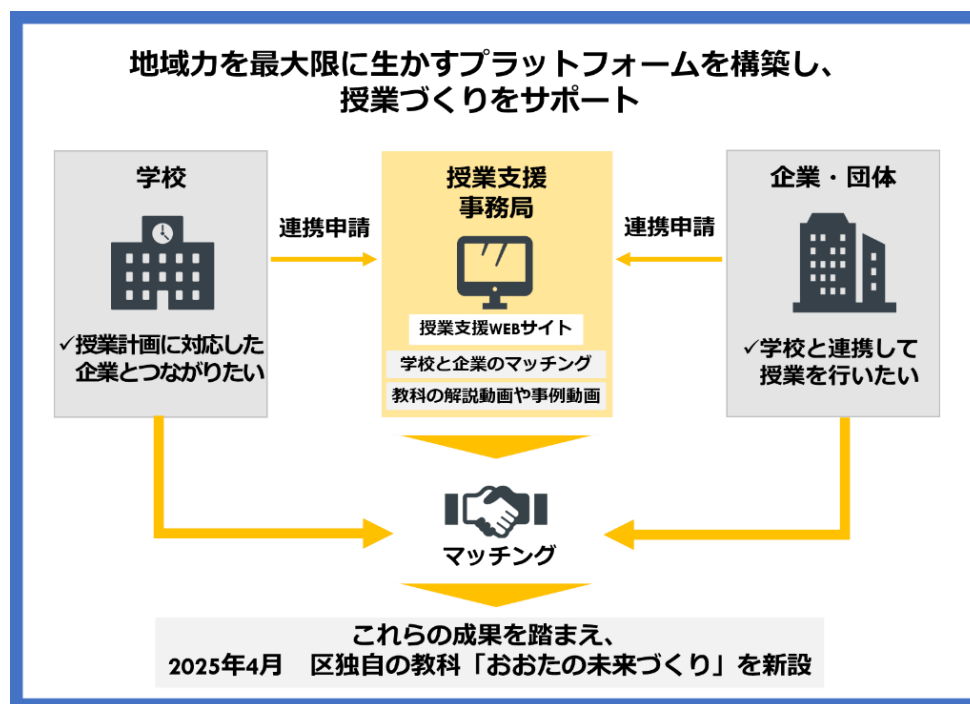 地域力を最大限に生かすプラットフォームを構築し、
授業づくりをサポート
学校
✓授業計画に対応した
企業とつながりたい
連携申請
授業支援
事務局
授業支援WEBサイト
学校と企業のマッチング
教科の解説動画や事例動画
連携申請
企業・団体
✓学校と連携して
授業を行いたい
マッチング
これらの成果を踏まえ、
2025年4月　区独自の教科「おおたの未来づくり」を新設